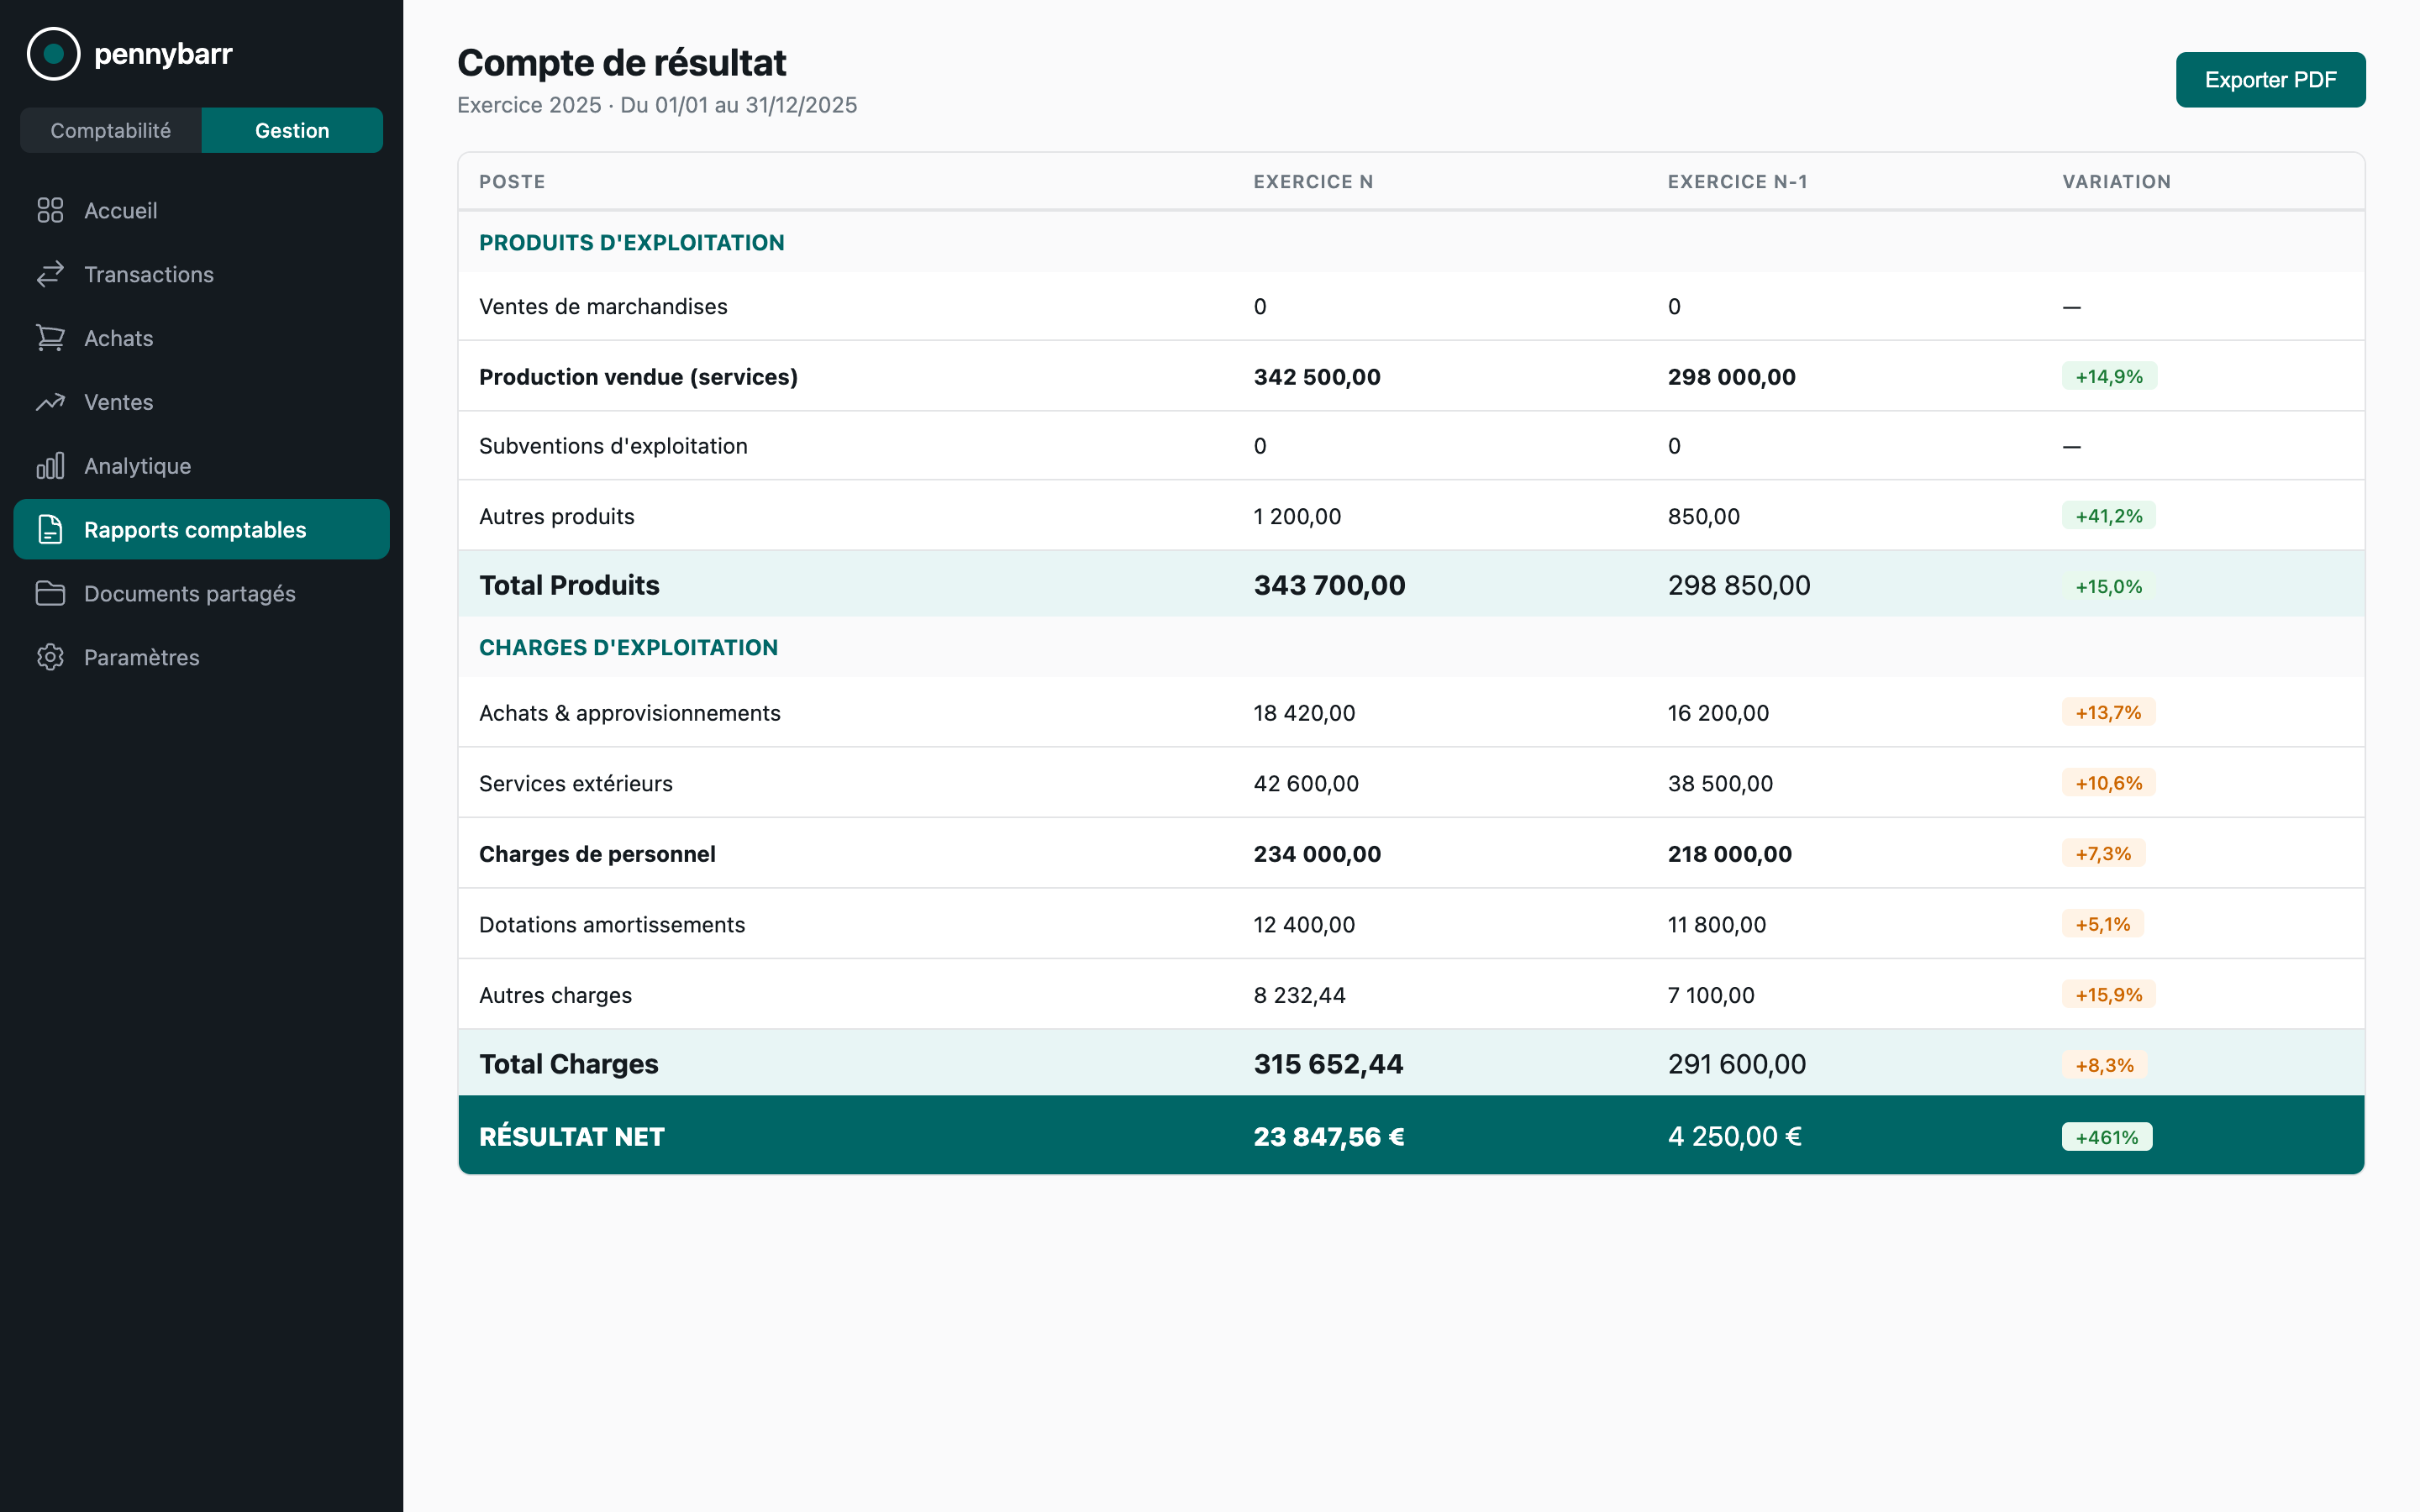 pennybarr
Comptabilité Gestion
Accueil
Transactions
Achats
Ventes
Analytique
Rapports comptables
Documents partagés
Paramètres
Compte de résultat
Exercice 2025 · Du 01/01 au 31/12/2025
Exporter PDF
POSTE EXERCICE N EXERCICE N-1 VARIATION
PRODUITS D'EXPLOITATION
Ventes de marchandises 0 0 —
Production vendue (services) 342 500,00 298 000,00 +14,9%
Subventions d'exploitation 0 0 —
Autres produits 1 200,00 850,00 +41,2%
Total Produits 343 700,00 298 850,00 +15,0%
CHARGES D'EXPLOITATION
Achats & approvisionnements 18 420,00 16 200,00 +13,7%
Services extérieurs 42 600,00 38 500,00 +10,6%
Charges de personnel 234 000,00 218 000,00 +7,3%
Dotations amortissements 12 400,00 11 800,00 +5,1%
Autres charges 8 232,44 7 100,00 +15,9%
Total Charges 315 652,44 291 600,00 +8,3%
RÉSULTAT NET 23 847,56 € 4 250,00 € +461%